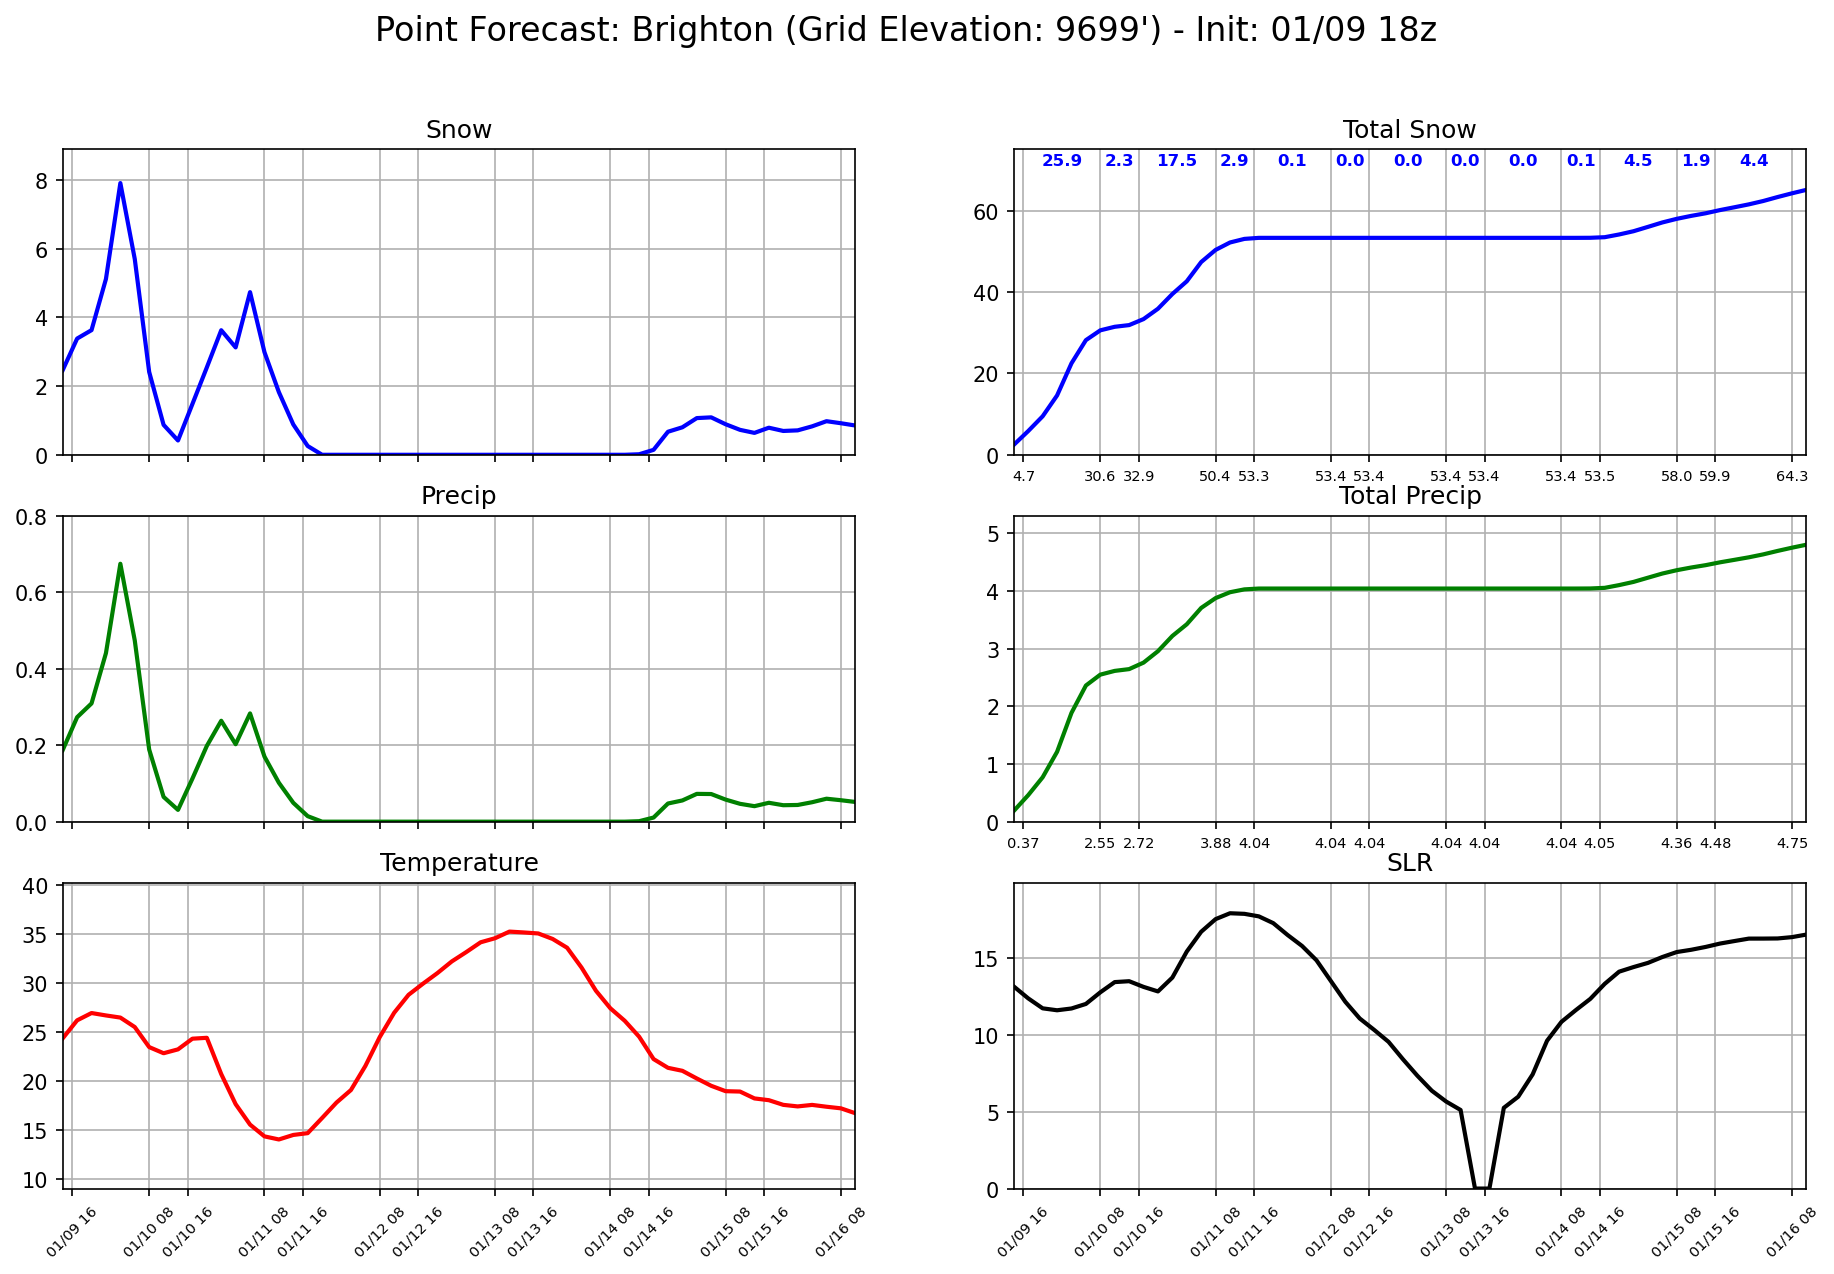 Point Forecast: Brighton (Grid Elevation: 9699') - Init: 01/09 18z
Snow
8
6
4
2
0
Total Snow
25.9 2.3 17.5 2.9 0.1 0.0 0.0 0.0 0.0 0.1 4.5 1.9 4.4
60
40
20
0
4.7 30.6 32.9 50.4 53.3 53.4 53.4 53.4 53.4 53.4 53.5 58.0 59.9 64.3
Precip
0.8
0.6
0.4
0.2
0.0
Total Precip
5
4
3
2
1
0
0.37 2.55 2.72 3.88 4.04 4.04 4.04 4.04 4.04 4.04 4.05 4.36 4.48 4.75
Temperature
40
35
30
25
20
15
10
01/09 16 01/10 08 01/10 16 01/11 08 01/11 16 01/12 08 01/12 16 01/13 08 01/13 16 01/14 08 01/14 16 01/15 08 01/15 16 01/16 08
SLR
15
10
5
0
01/09 16 01/10 08 01/10 16 01/11 08 01/11 16 01/12 08 01/12 16 01/13 08 01/13 16 01/14 08 01/14 16 01/15 08 01/15 16 01/16 08